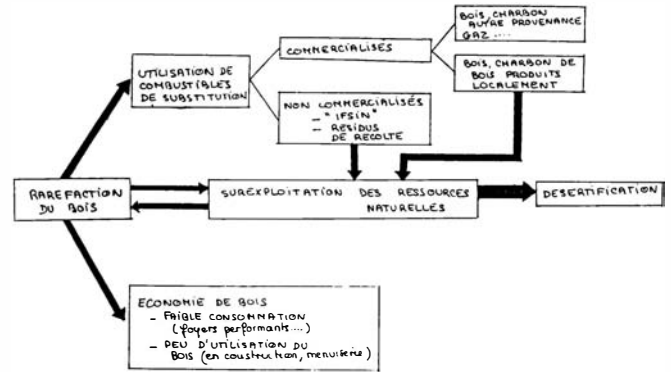 BOIS, CHARBON
AUTRE PROVENANCE
GAZ ....
COMMERCIALISES
UTILISATION DE
COMBUSTIBLES
DE SUBSTITUTION
BOIS, CHARBON DE
BOIS PRODUITS
LOCALEMENT
NON COMMERCIALISÉS
- "IFSIN"
- RESIDUS
DE RECOLTE
RAREFACTION
DU BOIS
SUREXPLOITATION DES RESSOURCES
NATURELLES
DESERTIFICATION
ECONOMIE DE BOIS
- FAIBLE CONSOMMATION
(foyers performants....)
- PEU D'UTILISATION DU
BOIS (en construction, menuiserie)